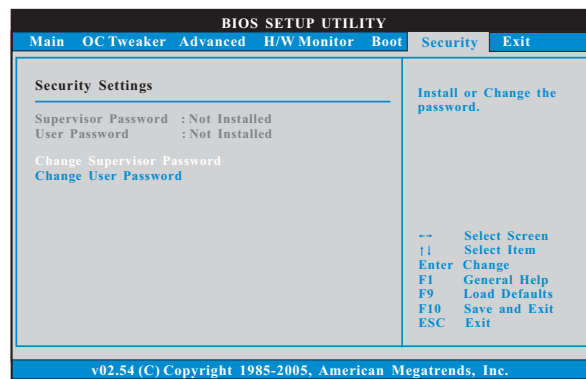 BIOS SETUP UTILITY
Main OC Tweaker Advanced H/W Monitor Boot Security Exit
Security Settings
Supervisor Password : Not Installed
User Password : Not Installed
Change Supervisor Password
Change User Password
Install or Change the
password.
←→ Select Screen
↑↓ Select Item
Enter Change
F1 General Help
F9 Load Defaults
F10 Save and Exit
ESC Exit
v02.54 (C) Copyright 1985-2005, American Megatrends, Inc.